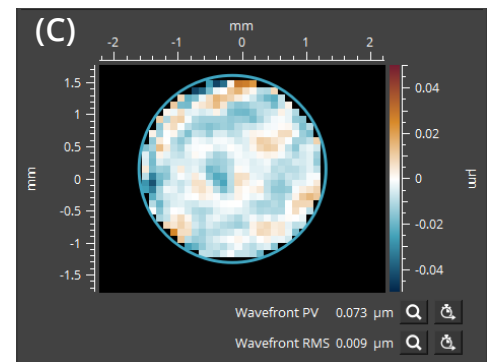 (C)
mm
-2 -1 0 1 2
1.5
1
0.5
0
-0.5
-1
-1.5
mm
0.04
0.02
0
-0.02
-0.04
µm
Wavefront PV 0.073 µm
Wavefront RMS 0.009 µm